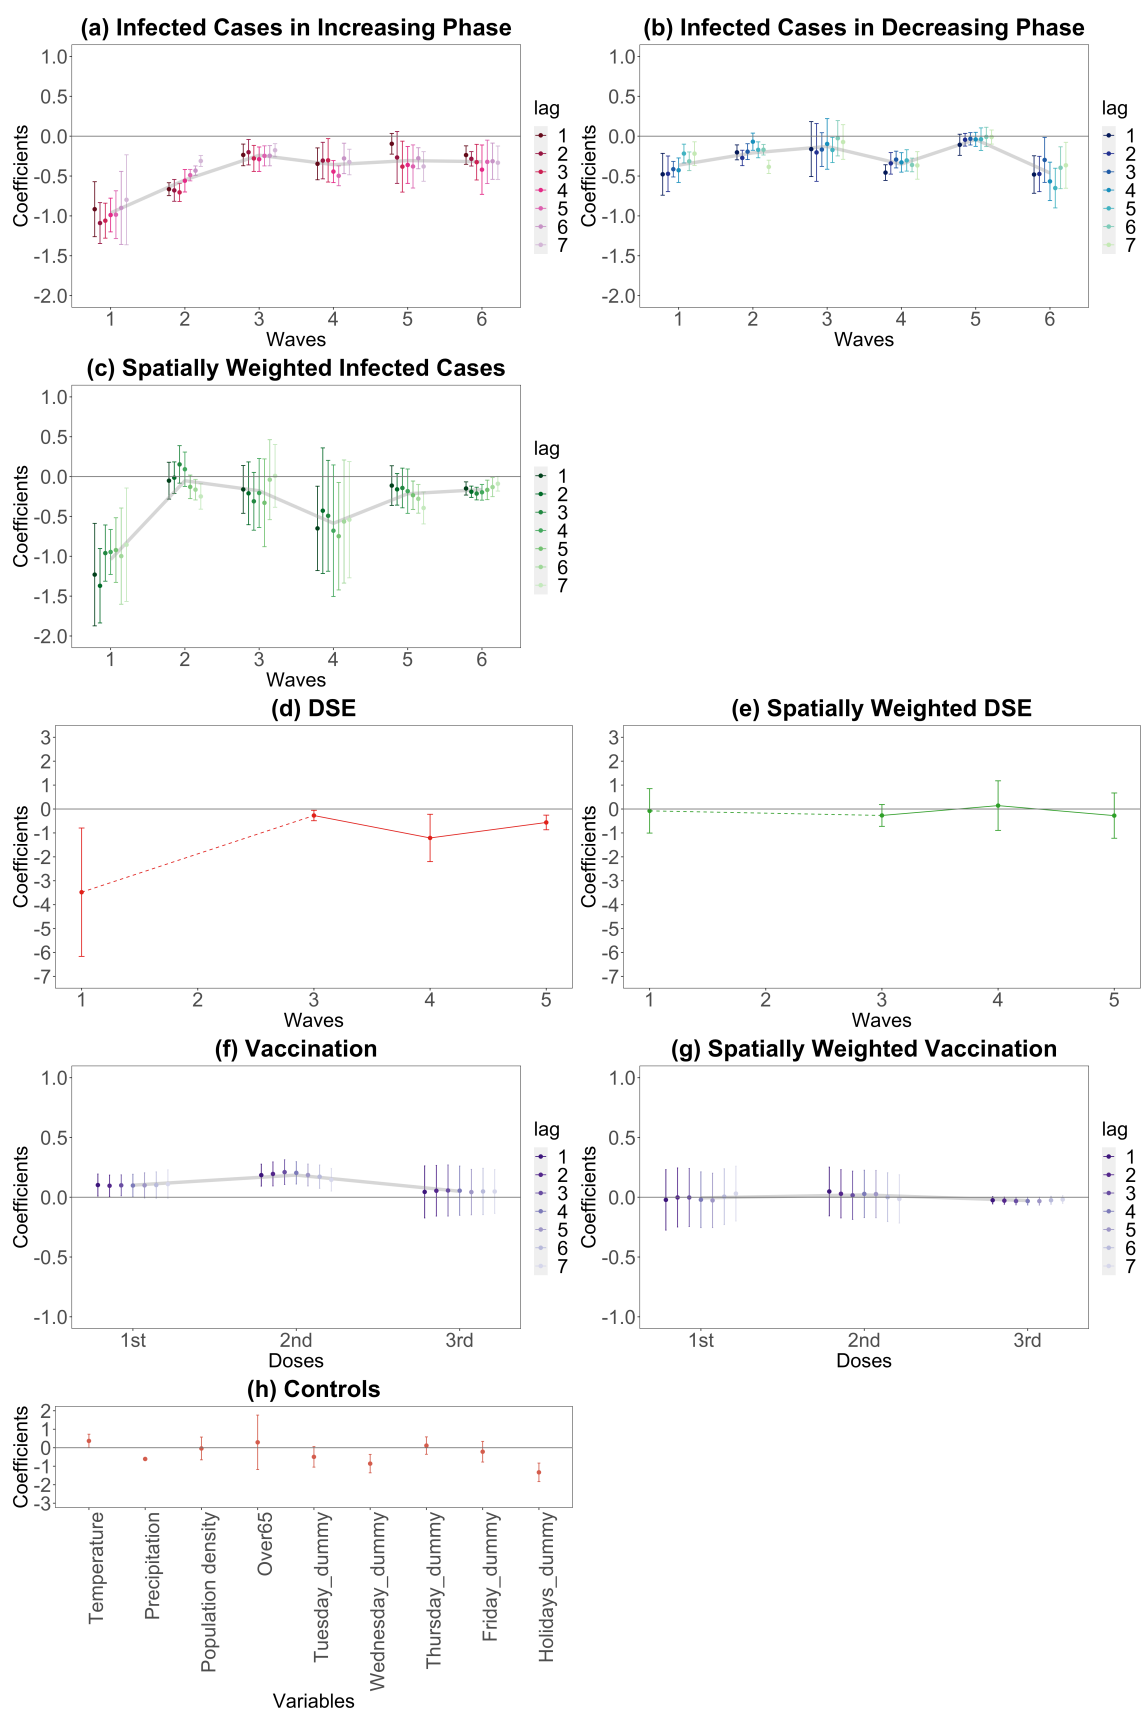 (a) Infected Cases in Increasing Phase
1.0
0.5
0.0
-0.5
-1.0
-1.5
-2.0
Coefficients
1 2 3 4 5 6
Waves
lag
1
2
3
4
5
6
7
(b) Infected Cases in Decreasing Phase
1.0
0.5
0.0
-0.5
-1.0
-1.5
-2.0
Coefficients
1 2 3 4 5 6
Waves
lag
1
2
3
4
5
6
7
(c) Spatially Weighted Infected Cases
1.0
0.5
0.0
-0.5
-1.0
-1.5
-2.0
Coefficients
1 2 3 4 5 6
Waves
lag
1
2
3
4
5
6
7
(d) DSE
3
2
1
0
-1
-2
-3
-4
-5
-6
-7
Coefficients
1 2 3 4 5
Waves
(e) Spatially Weighted DSE
3
2
1
0
-1
-2
-3
-4
-5
-6
-7
Coefficients
1 2 3 4 5
Waves
(f) Vaccination
1.0
0.5
0.0
-0.5
-1.0
Coefficients
1st 2nd 3rd
Doses
lag
1
2
3
4
5
6
7
(g) Spatially Weighted Vaccination
1.0
0.5
0.0
-0.5
-1.0
Coefficients
1st 2nd 3rd
Doses
lag
1
2
3
4
5
6
7
(h) Controls
2
1
0
-1
-2
-3
Coefficients
Temperature
Precipitation
Population density
Over65
Tuesday_dummy
Wednesday_dummy
Thursday_dummy
Friday_dummy
Holidays_dummy
Variables